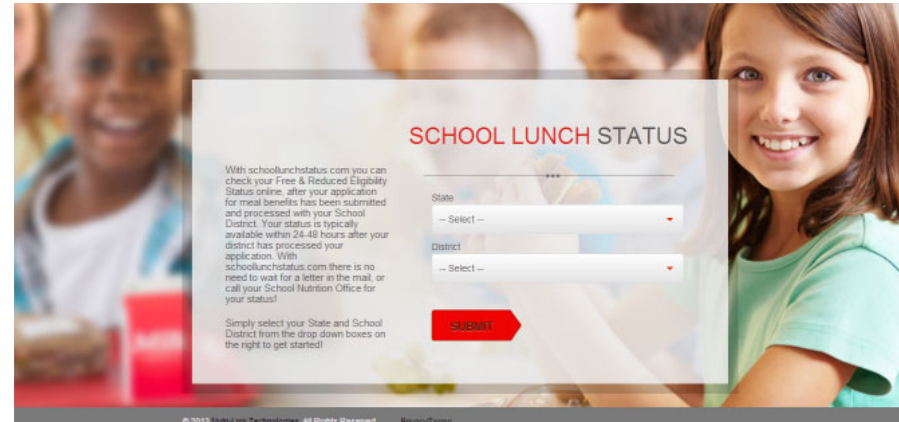 SCHOOL LUNCH STATUS
With schoollunchstatus.com you can
check your Free & Reduced Eligibility
Status online, after your application
for meal benefits has been submitted
and processed with your School
District. Your status is typically
available within 24-48 hours after your
district has processed your
application. With
schoollunchstatus.com there is no
need to wait for a letter in the mail, or
call your School Nutrition Office for
your status!
Simply select your State and School
District from the drop down boxes on
the right to get started!
State
-- Select --
District
-- Select --
SUBMIT
© 2013 Nutri-Link Technologies. All Rights Reserved. Privacy/Terms